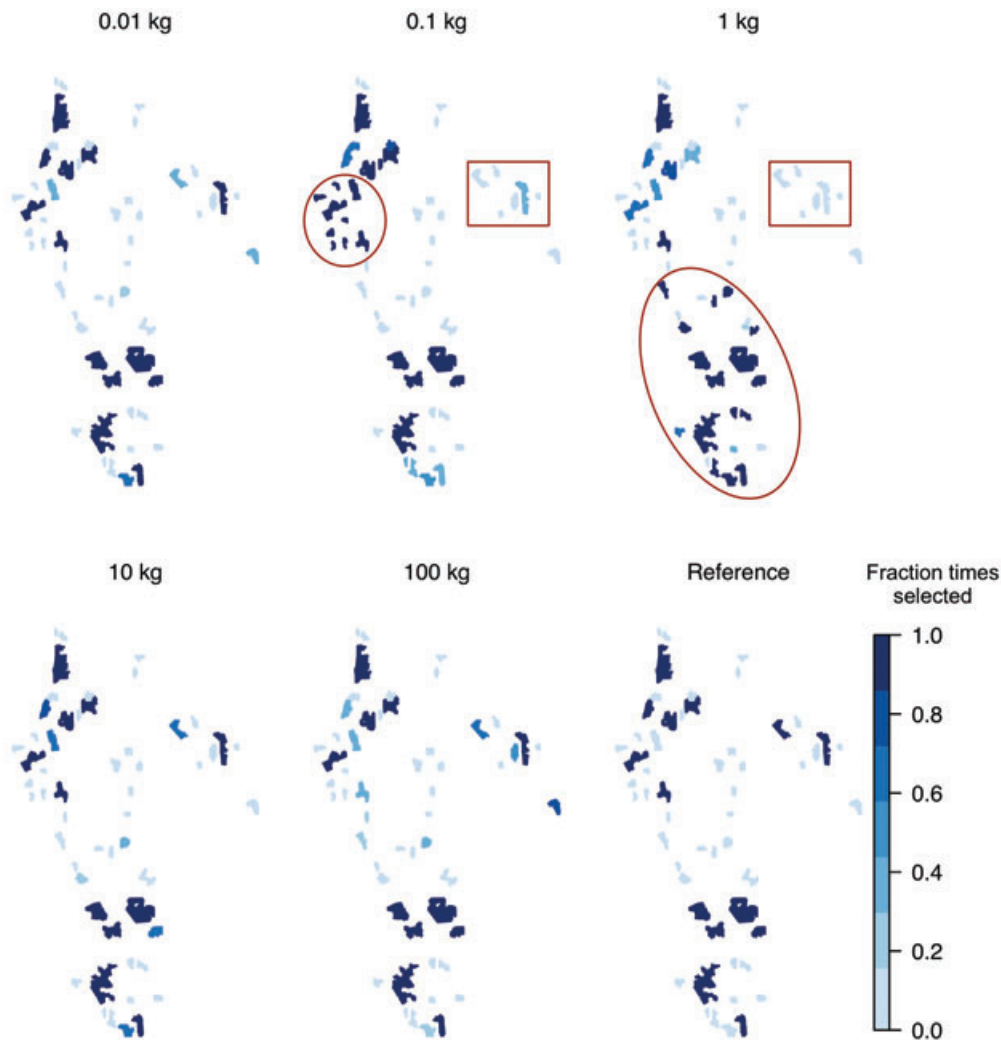 0.01 kg
0.1 kg
1 kg
10 kg
100 kg
Reference
Fraction times
selected
1.0
0.8
0.6
0.4
0.2
0.0